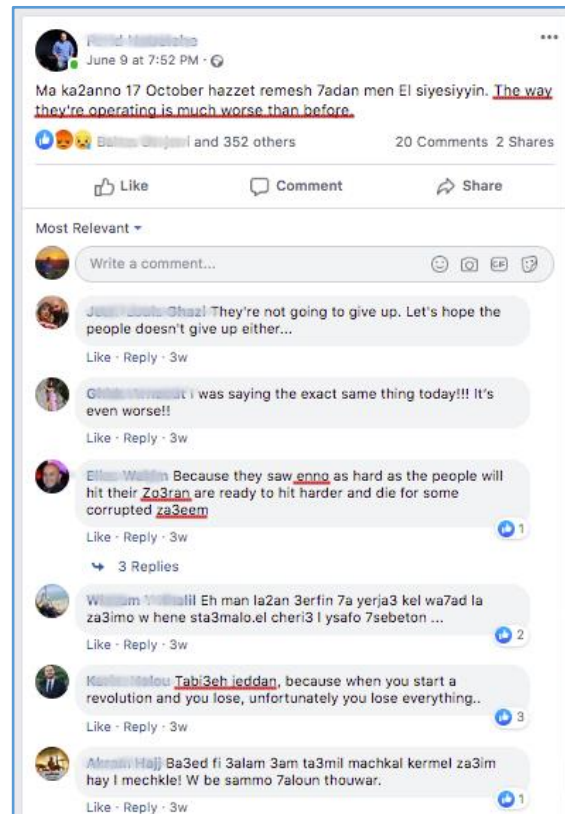 June 9 at 7:52 PM ·
Ma ka2anno 17 October hazzet remesh 7adan men El siyesiyyin. The way
they're operating is much worse than before.
and 352 others 20 Comments 2 Shares
Like Comment Share
Most Relevant
Write a comment... GIF
They're not going to give up. Let's hope the
people doesn't give up either...
Like · Reply · 3w
i was saying the exact same thing today!!! It's
even worse!!
Like · Reply · 3w
Because they saw enno as hard as the people will
hit their Zo3ran are ready to hit harder and die for some
corrupted za3eem
1
Like · Reply · 3w
3 Replies
Eh man la2an 3erfin 7a yerja3 kel wa7ad la
za3imo w hene sta3malo.el cheri3 l ysafo 7sebeton ...
2
Like · Reply · 3w
Tabi3eh jeddan, because when you start a
revolution and you lose, unfortunately you lose everything..
3
Like · Reply · 3w
Hajj Ba3ed fi 3alam 3am ta3mil machkal kermel za3im
hay l mechkle! W be sammo 7aloun thouwar.
1
Like · Reply · 3w